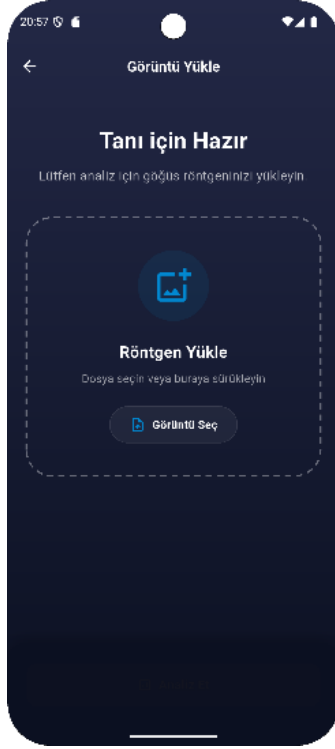 20:57
Görüntü Yükle
Tanı için Hazır
Lütfen analiz için göğüs röntgeninizi yükleyin
Röntgen Yükle
Dosya seçin veya buraya sürükleyin
Görüntü Seç